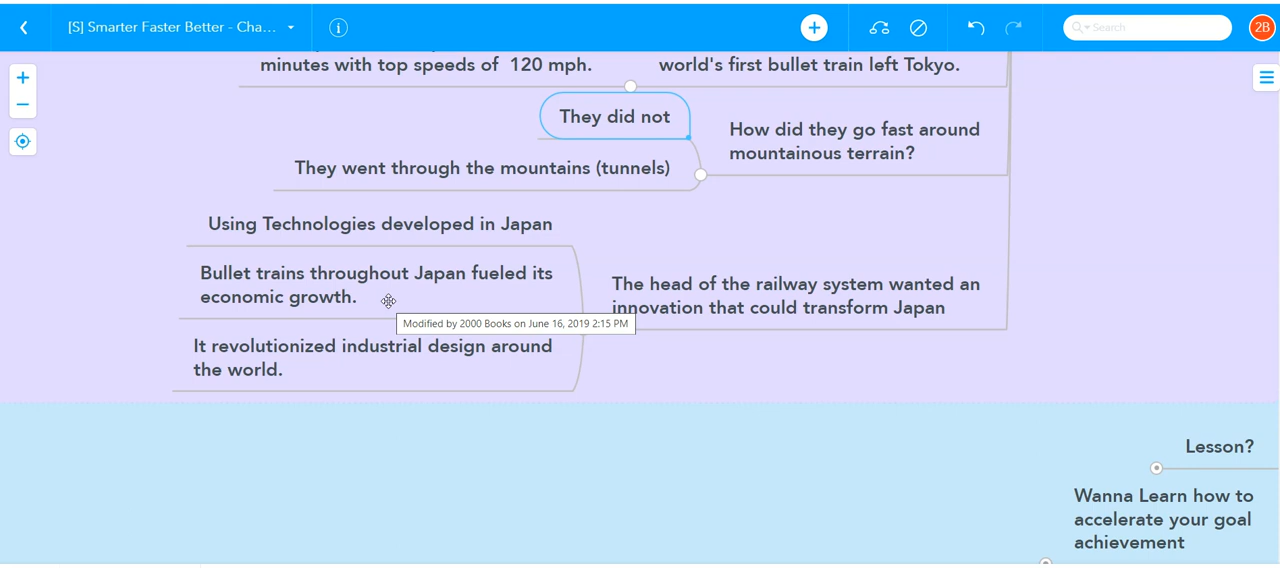 [S] Smarter Faster Better - Cha...
Search
2B
minutes with top speeds of  120 mph.
world's first bullet train left Tokyo.
They did not
How did they go fast around
mountainous terrain?
They went through the mountains (tunnels)
Using Technologies developed in Japan
Bullet trains throughout Japan fueled its
economic growth.
The head of the railway system wanted an
innovation that could transform Japan
Modified by 2000 Books on June 16, 2019 2:15 PM
It revolutionized industrial design around
the world.
Lesson?
Wanna Learn how to
accelerate your goal
achievement